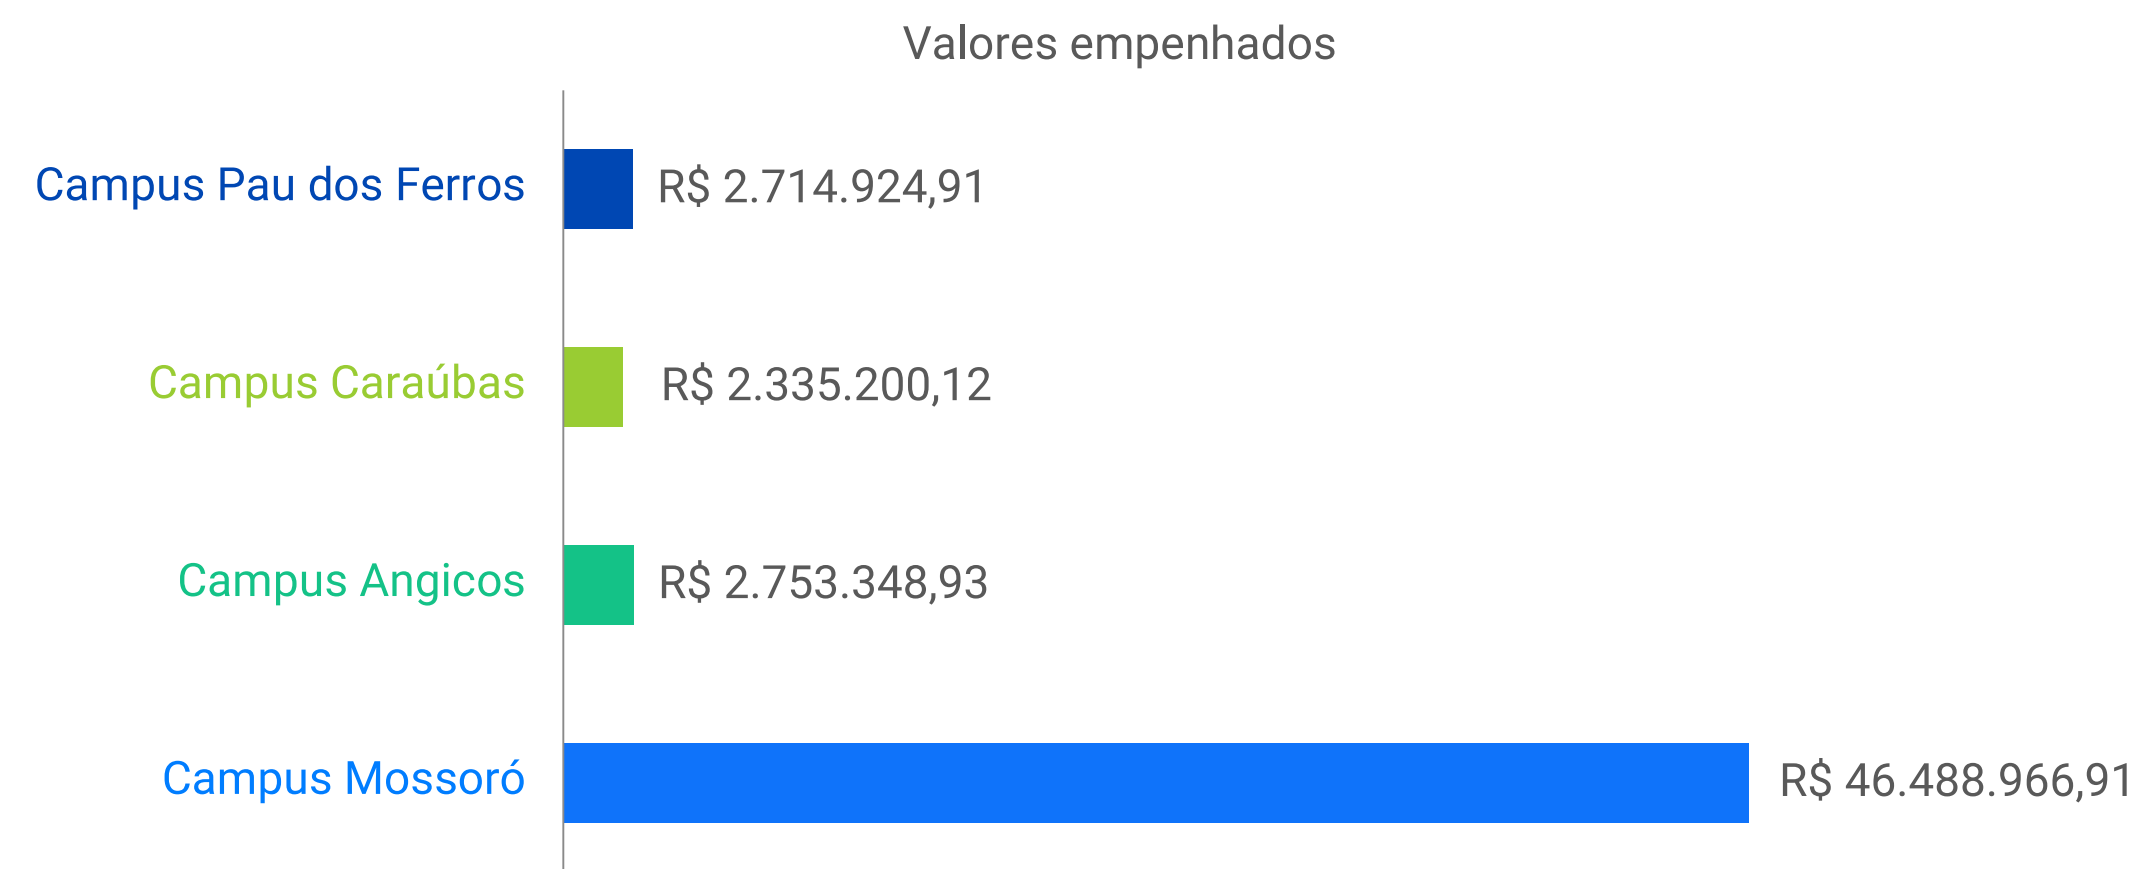 Valores empenhados
Campus Pau dos Ferros R$ 2.714.924,91
Campus Caraúbas R$ 2.335.200,12
Campus Angicos R$ 2.753.348,93
Campus Mossoró R$ 46.488.966,91